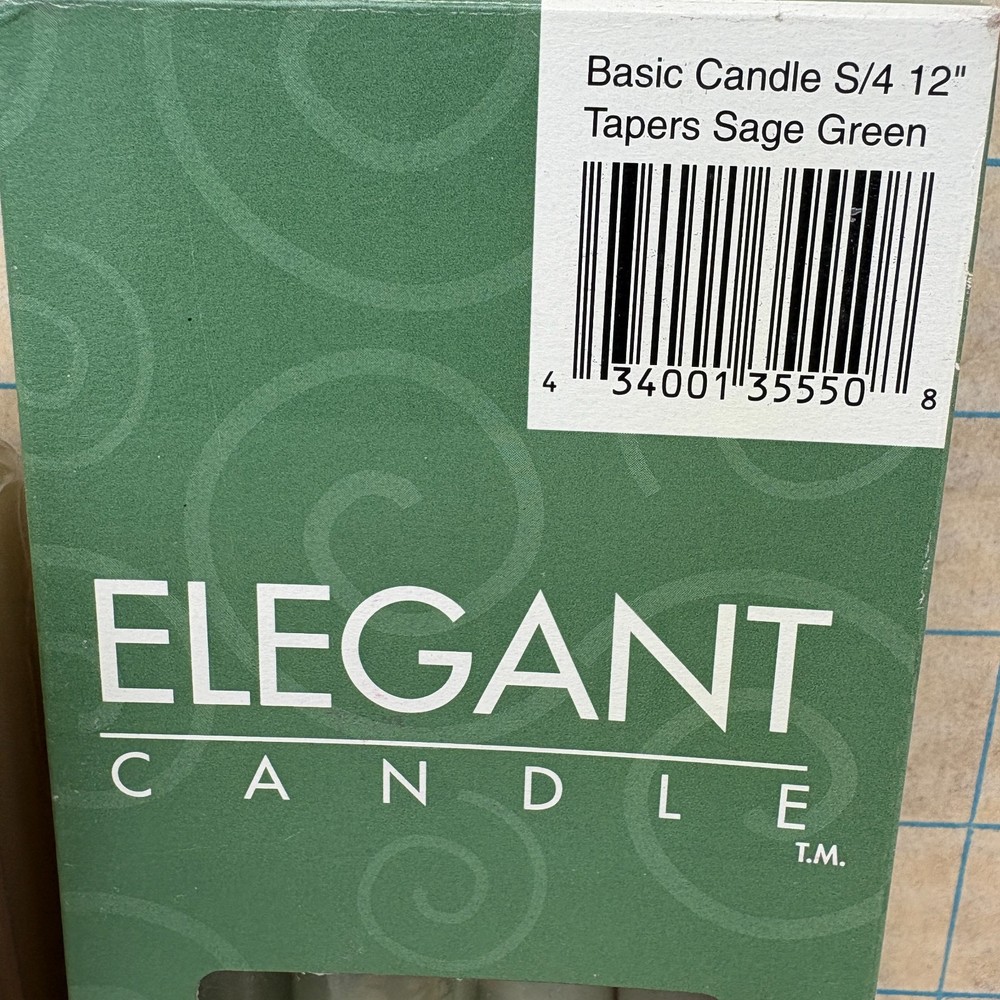 Basic Candle S/4 12"
Tapers Sage Green
4 34001 35550 8
ELEGANT
CANDLE
T.M.